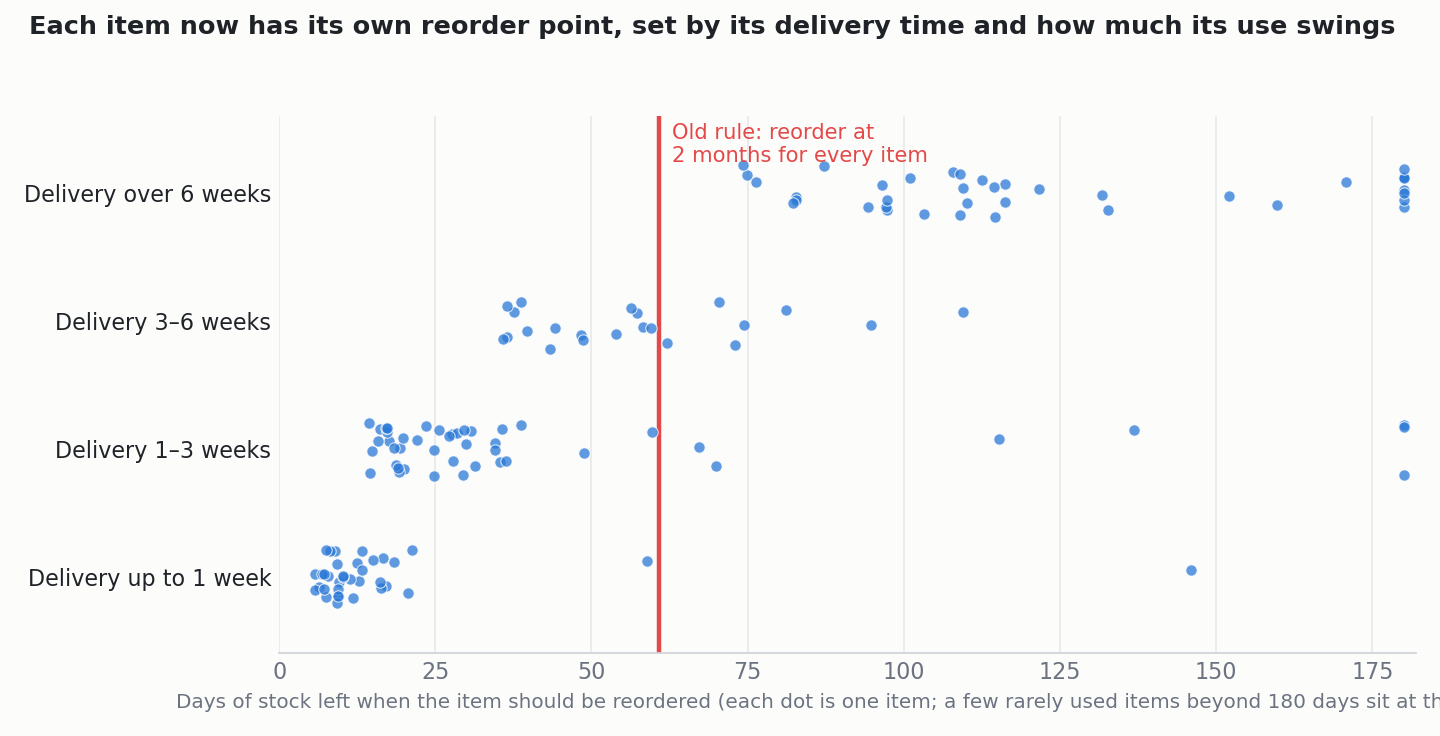 Each item now has its own reorder point, set by its delivery time and how much its use swings
Old rule: reorder at
2 months for every item
Delivery over 6 weeks
Delivery 3–6 weeks
Delivery 1–3 weeks
Delivery up to 1 week
0 25 50 75 100 125 150 175
Days of stock left when the item should be reordered (each dot is one item; a few rarely used items beyond 180 days sit at